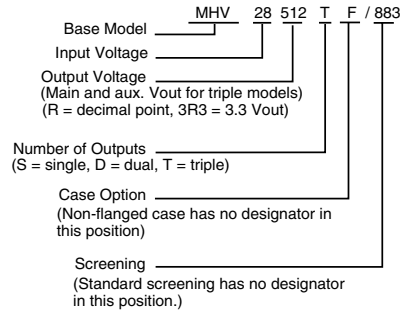 MHV 28 512 T F / 883
Base Model
Input Voltage
Output Voltage
(Main and aux. Vout for triple models)
(R = decimal point, 3R3 = 3.3 Vout)
Number of Outputs
(S = single, D = dual, T = triple)
Case Option
(Non-flanged case has no designator in
this position)
Screening
(Standard screening has no designator
in this position.)